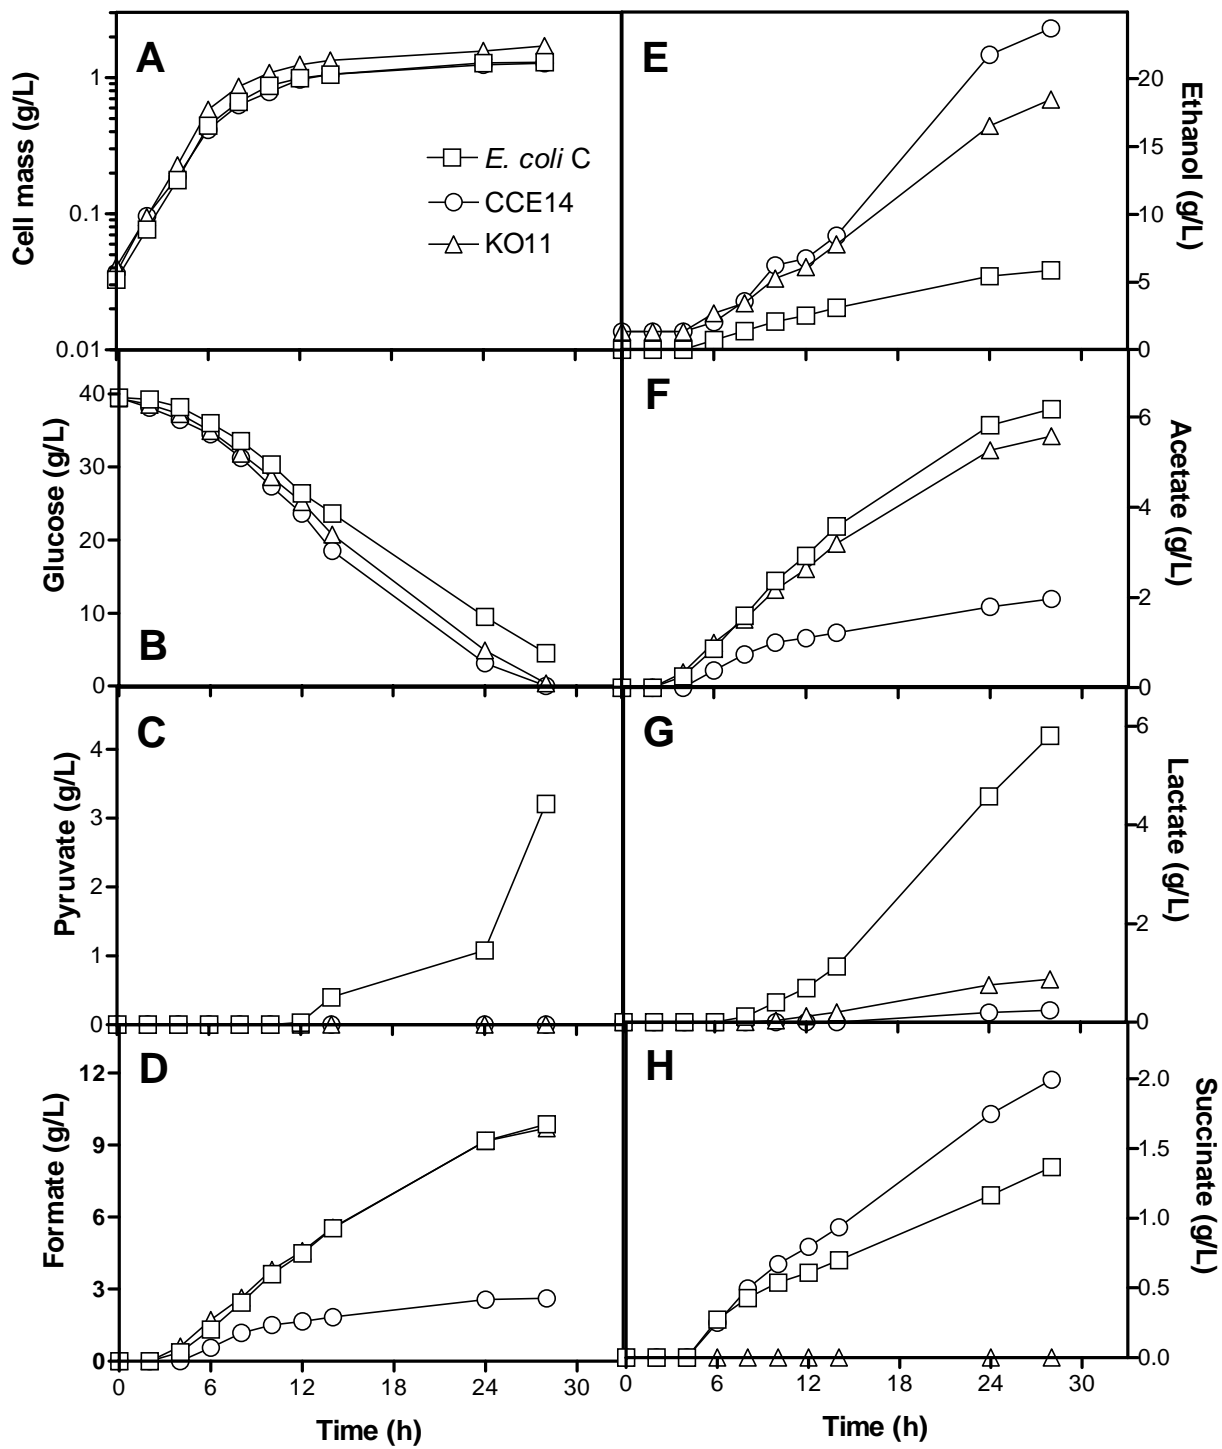 A
Cell mass (g/L)
1
0.1
0.01
E. coli C
CCE14
KO11
E
Ethanol (g/L)
20
15
10
5
0
B
Glucose (g/L)
40
30
20
10
0
F
Acetate (g/L)
6
4
2
0
C
Pyruvate (g/L)
4
3
2
1
0
G
Lactate (g/L)
6
4
2
0
D
Formate (g/L)
12
9
6
3
0
H
Succinate (g/L)
2.0
1.5
1.0
0.5
0.0
0 6 12 18 24 30
Time (h)
0 6 12 18 24 30
Time (h)